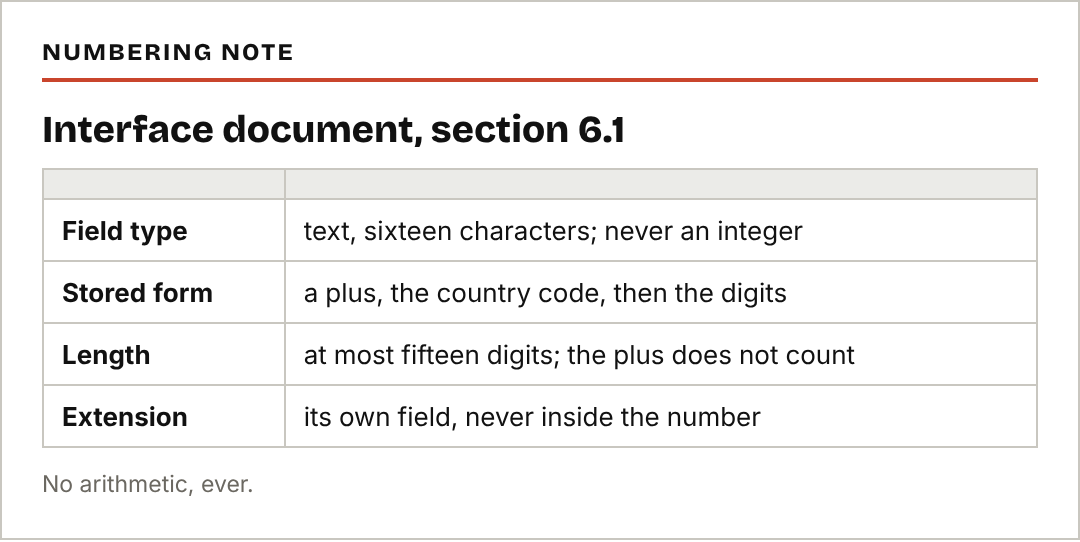 NUMBERING NOTE
Interface document, section 6.1
Field type text, sixteen characters; never an integer
Stored form a plus, the country code, then the digits
Length at most fifteen digits; the plus does not count
Extension its own field, never inside the number
No arithmetic, ever.